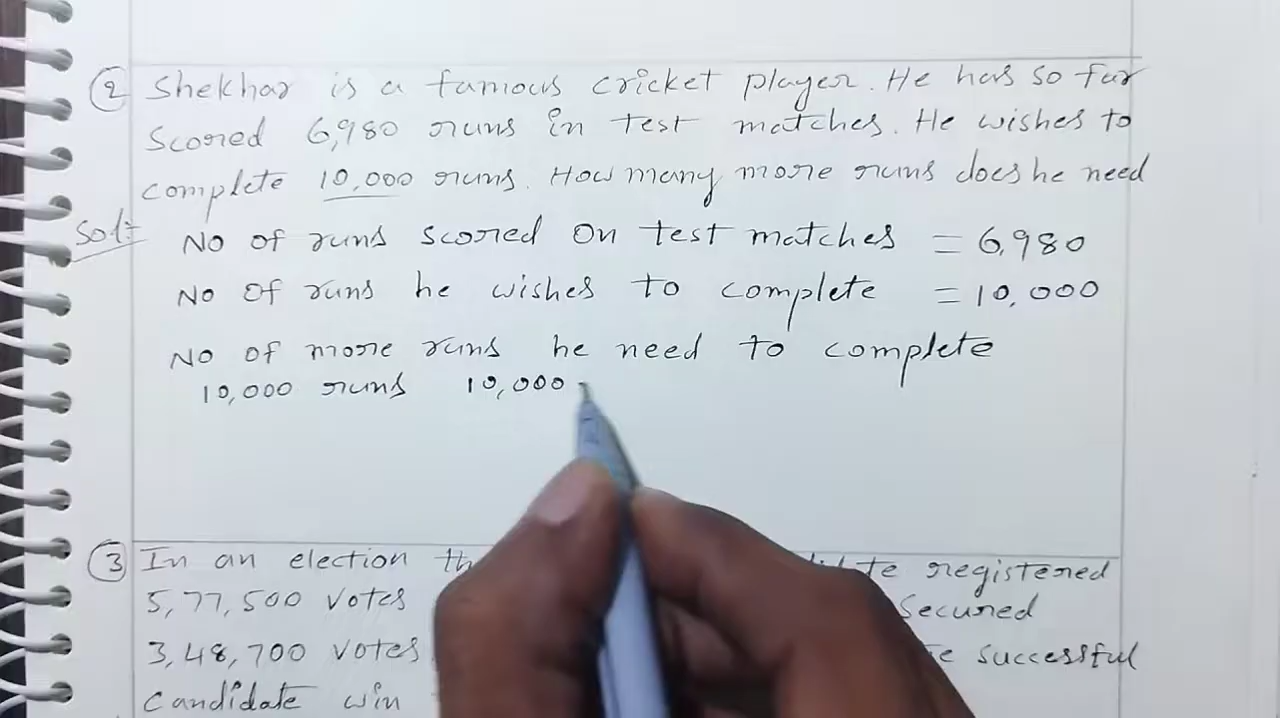 ② Shekhar is a famous cricket player. He has so far
Scored 6,980 runs in test matches. He wishes to
complete 10,000 runs. How many more runs does he need
Sol:- No of runs scored on test matches = 6,980
No of runs he wishes to complete = 10,000
No of more runs he need to complete
10,000 runs 10,000 -
③ In an election registered
5,77,500 votes Secured
3,48,700 votes successful
candidate win